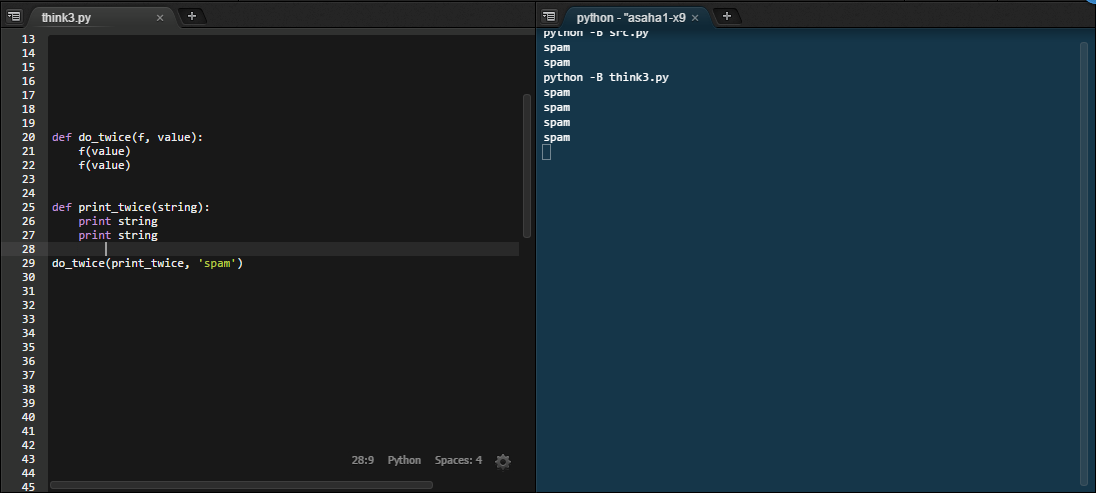 think3.py × +
13
14
15
16
17
18
19
20 def do_twice(f, value):
21     f(value)
22     f(value)
23
24
25 def print_twice(string):
26     print string
27     print string
28
29 do_twice(print_twice, 'spam')
30
31
32
33
34
35
36
37
38
39
40
41
42
43
44
45
28:9 Python Spaces: 4
python - "asaha1-x9 × +
python -B src.py
spam
spam
python -B think3.py
spam
spam
spam
spam